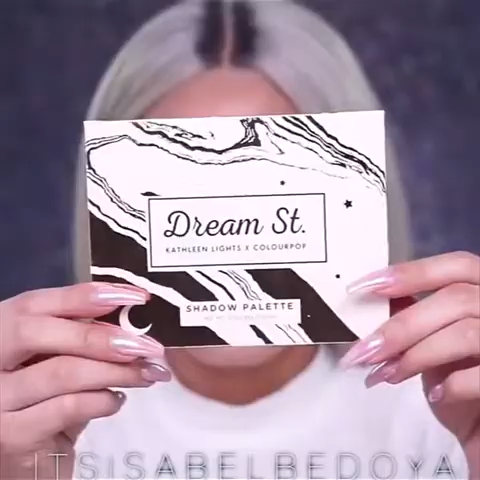 Dream St.
KATHLEEN LIGHTS X COLOURPOP
SHADOW PALETTE
ITSISABELBEDOYA